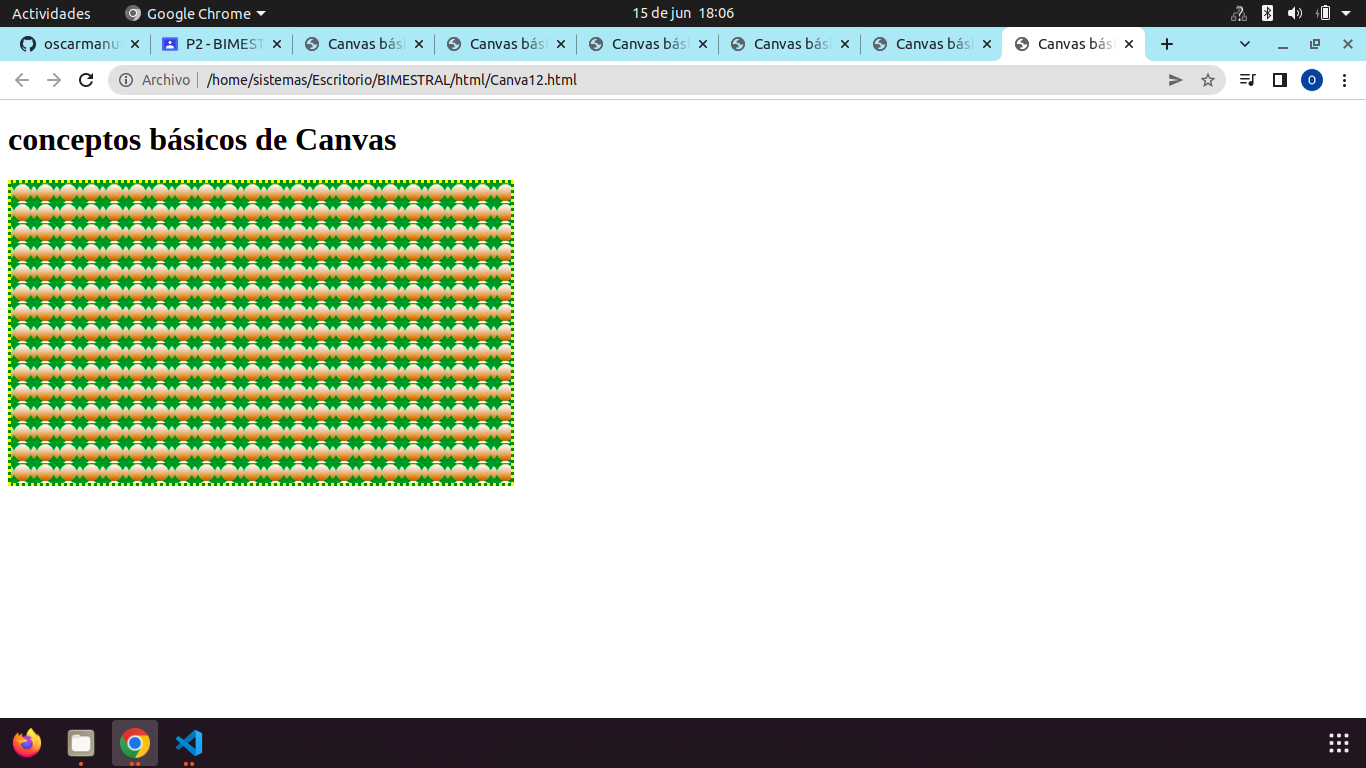 Actividades Google Chrome 15 de jun 18:06
oscarmanu P2 - BIMEST Canvas bási Canvas bási Canvas bási Canvas bási Canvas bási Canvas bási
Archivo /home/sistemas/Escritorio/BIMESTRAL/html/Canva12.html O
conceptos básicos de Canvas